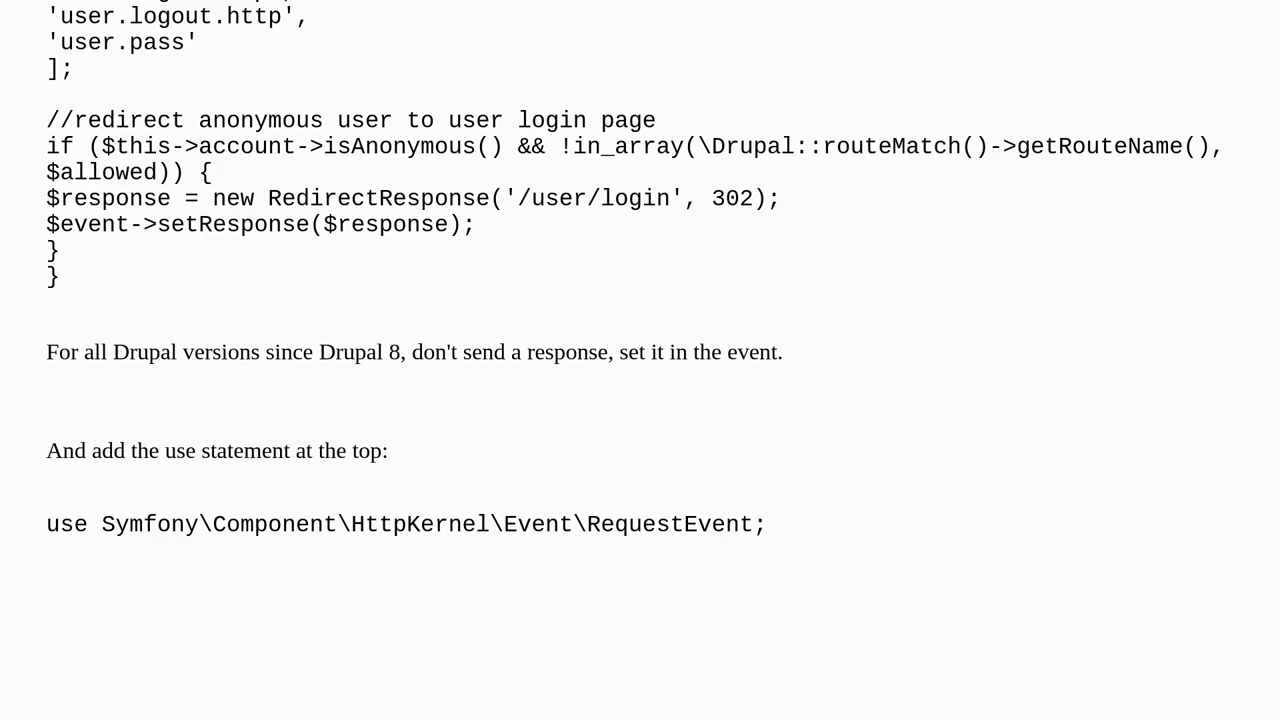 'user.logout.http',
'user.pass'
];
//redirect anonymous user to user login page
if ($this->account->isAnonymous() && !in_array(\Drupal::routeMatch()->getRouteName(),
$allowed)) {
$response = new RedirectResponse('/user/login', 302);
$event->setResponse($response);
}
}
For all Drupal versions since Drupal 8, don't send a response, set it in the event.
And add the use statement at the top:
use Symfony\Component\HttpKernel\Event\RequestEvent;